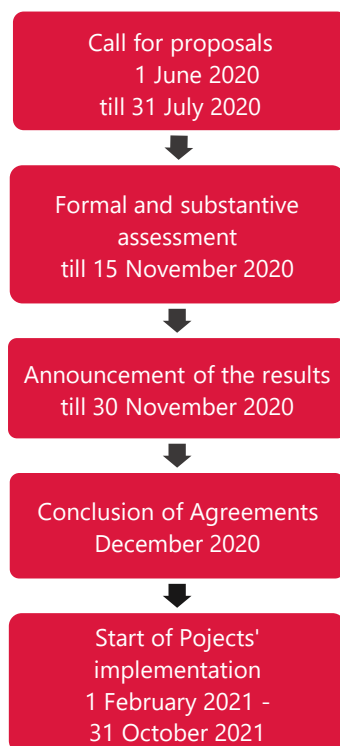 Call for proposals
1 June 2020
till 31 July 2020
Formal and substantive
assessment
till 15 November 2020
Announcement of the results
till 30 November 2020
Conclusion of Agreements
December 2020
Start of Pojects'
implementation
1 February 2021 -
31 October 2021